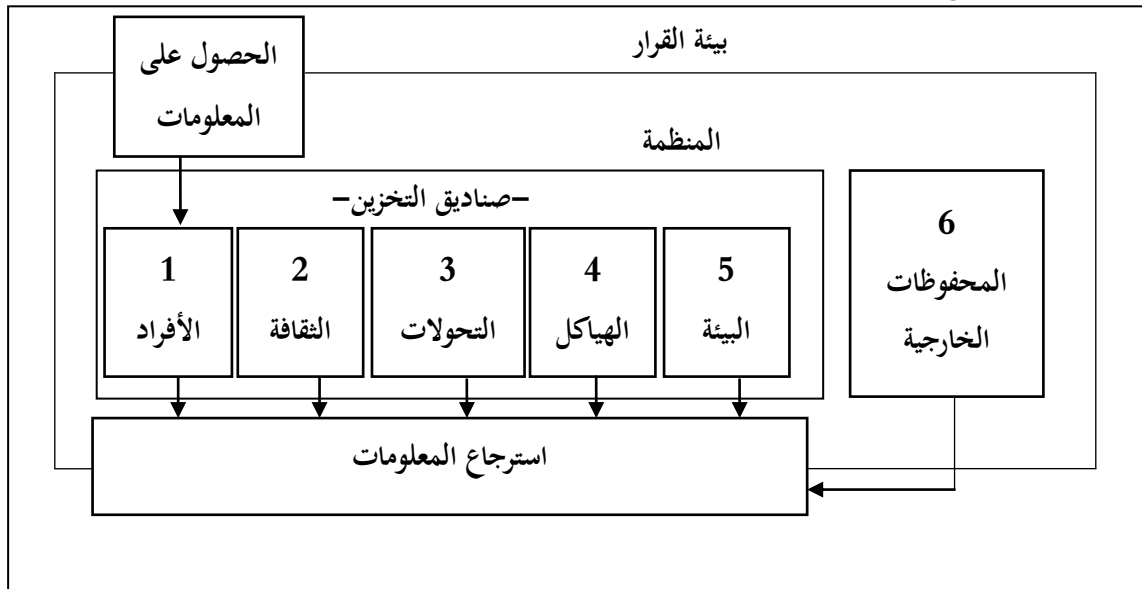 بيئة القرار
الحصول على
المعلومات
المنظمة
–صناديق التخزين–
1
الأفراد
2
الثقافة
3
التحولات
4
الهياكل
5
البيئة
6
المحفوظات
الخارجية
استرجاع المعلومات